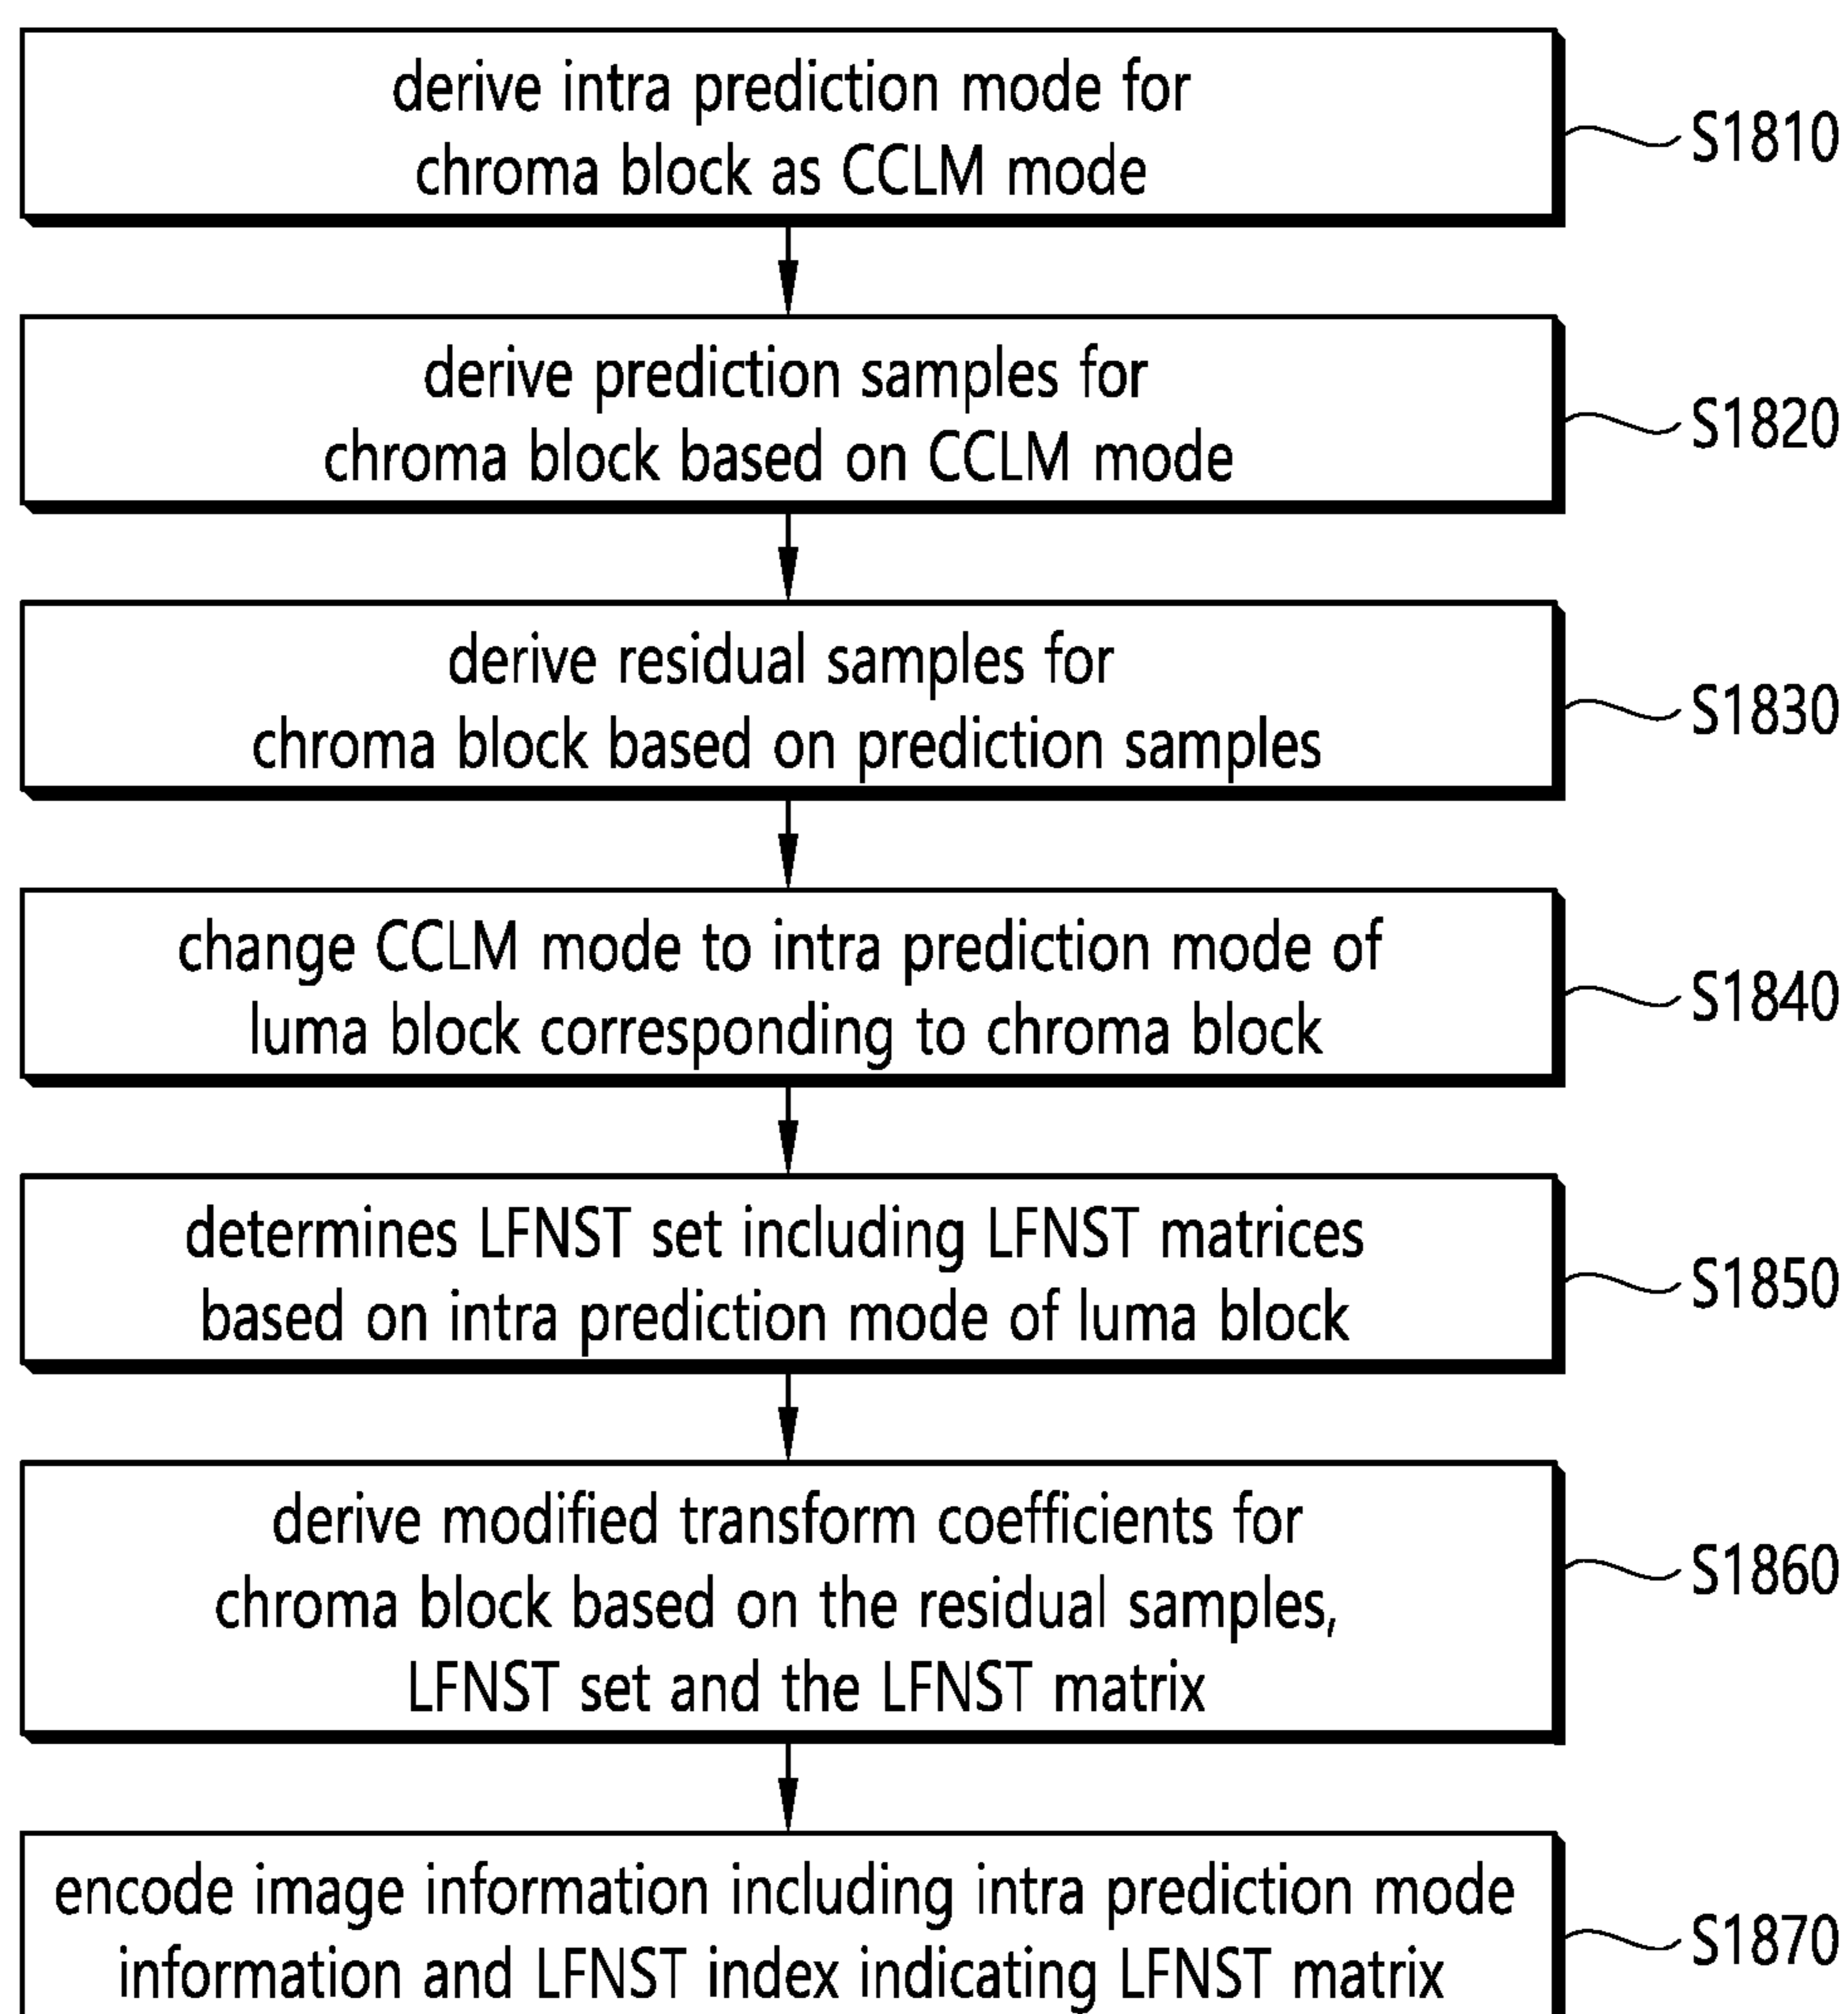 derive intra prediction mode for
chroma block as CCLM mode
S1810
derive prediction samples for
chroma block based on CCLM mode
S1820
derive residual samples for
chroma block based on prediction samples
S1830
change CCLM mode to intra prediction mode of
luma block corresponding to chroma block
S1840
determines LFNST set including LFNST matrices
based on intra prediction mode of luma block
S1850
derive modified transform coefficients for
chroma block based on the residual samples,
LFNST set and the LFNST matrix
S1860
encode image information including intra prediction mode
information and LFNST index indicating LFNST matrix
S1870